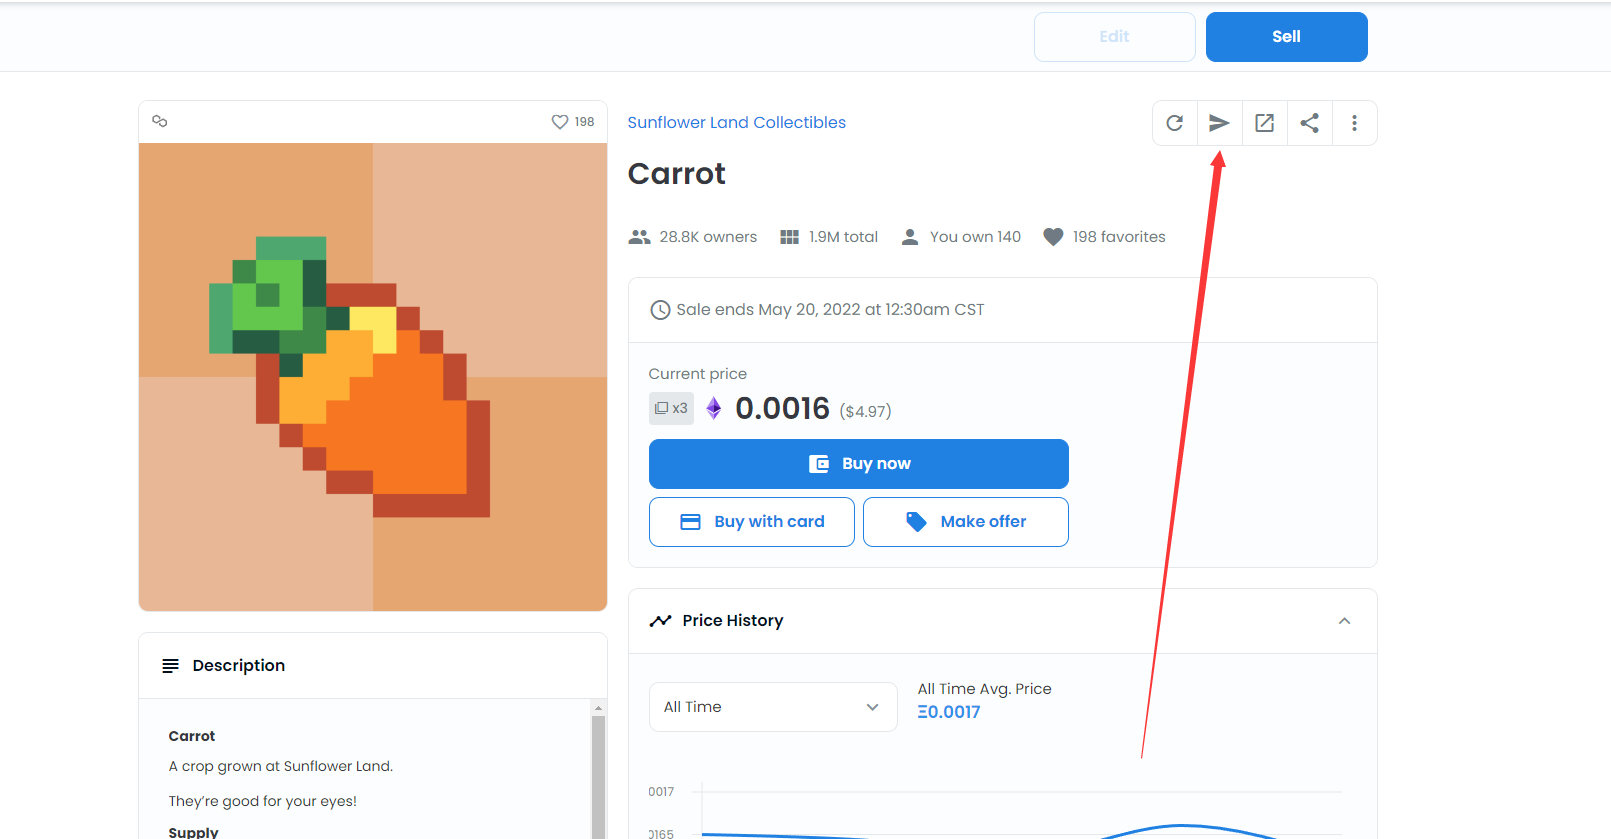 Edit
Sell
198
Sunflower Land Collectibles
Carrot
28.8K owners
1.9M total
You own 140
198 favorites
Sale ends May 20, 2022 at 12:30am CST
Current price
x3
0.0016 ($4.97)
Buy now
Buy with card
Make offer
Price History
All Time
All Time Avg. Price
Ξ0.0017
0017
0165
Description
Carrot
A crop grown at Sunflower Land.
They’re good for your eyes!
Supply